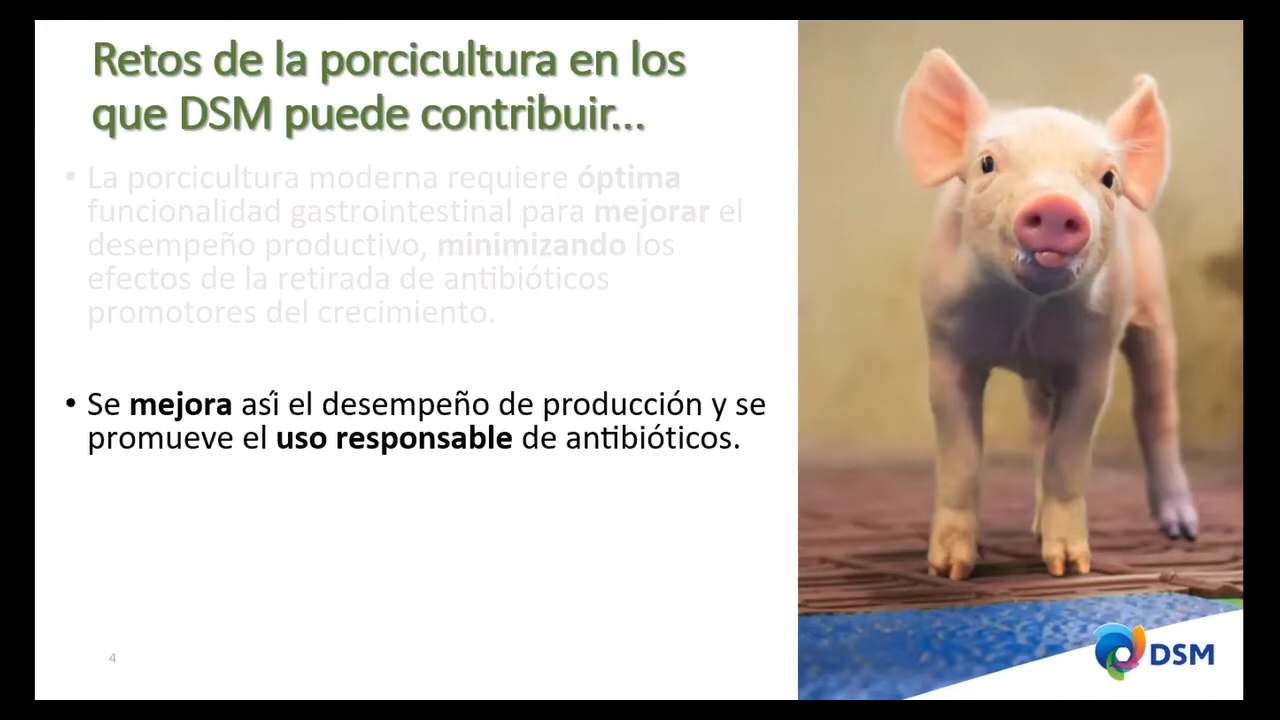 Retos de la porcicultura en los
que DSM puede contribuir...
• La porcicultura moderna requiere óptima
funcionalidad gastrointestinal para mejorar el
desempeño productivo, minimizando los
efectos de la retirada de antibióticos
promotores del crecimiento.
• Se mejora así el desempeño de producción y se
promueve el uso responsable de antibióticos.
4
DSM